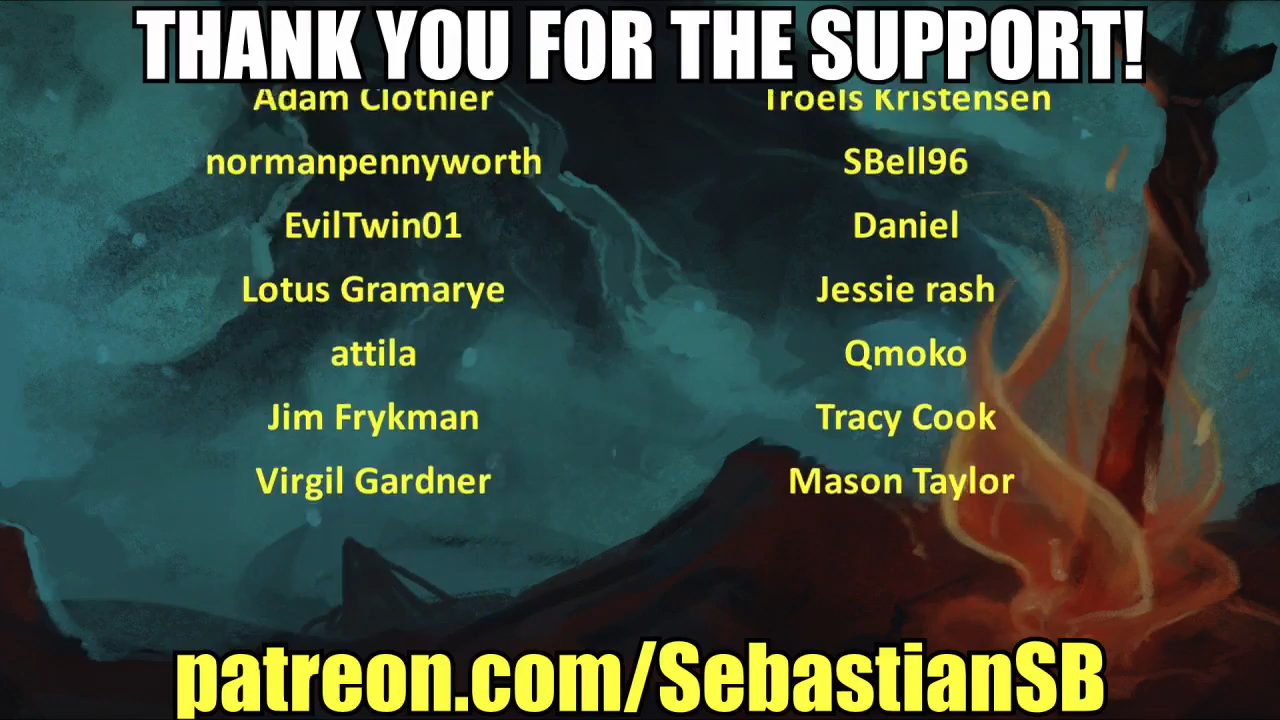 THANK YOU FOR THE SUPPORT!
Adam Clothier
Troels Kristensen
normanpennyworth
SBell96
EvilTwin01
Daniel
Lotus Gramarye
Jessie rash
attila
Qmoko
Jim Frykman
Tracy Cook
Virgil Gardner
Mason Taylor
patreon.com/SebastianSB